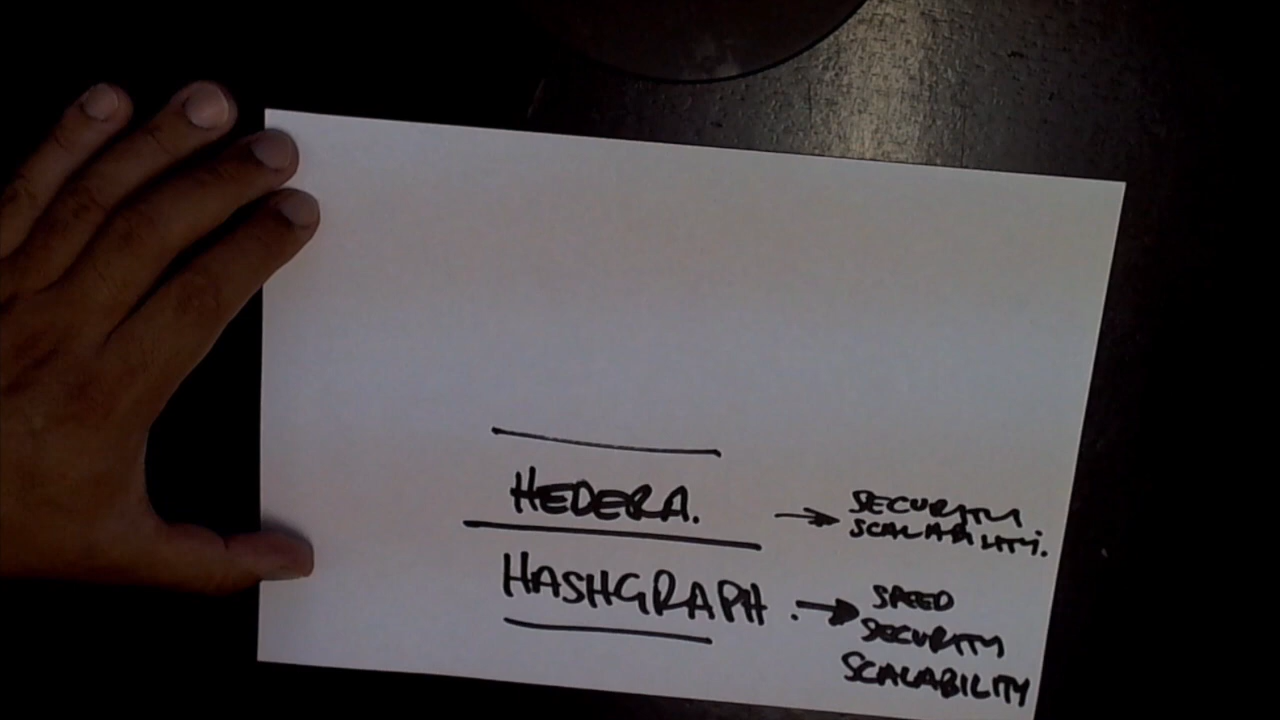 HEDERA. → SECURITY
SCALABILITY.
HASHGRAPH. → SPEED
SECURITY
SCALABILITY